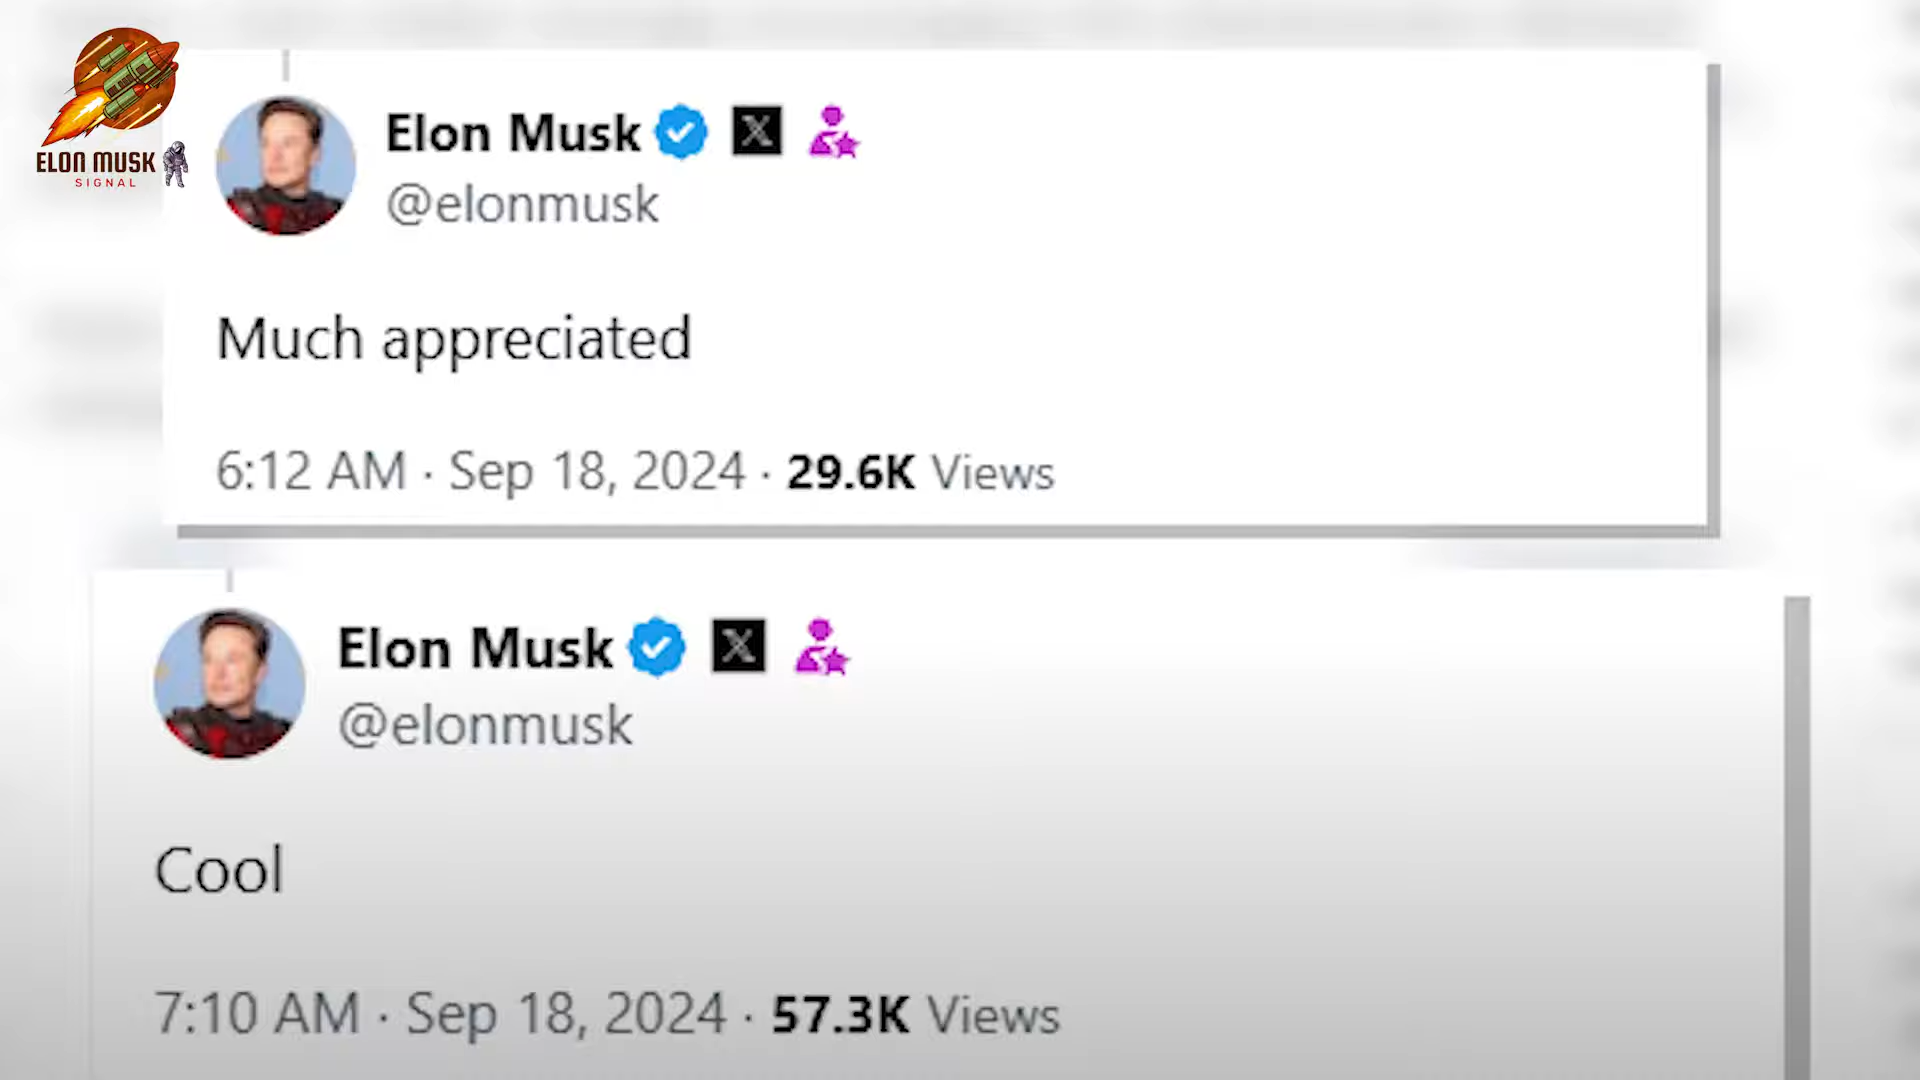 ELON MUSK
SIGNAL
Elon Musk
@elonmusk
Much appreciated
6:12 AM · Sep 18, 2024 · 29.6K Views
Elon Musk
@elonmusk
Cool
7:10 AM · Sep 18, 2024 · 57.3K Views